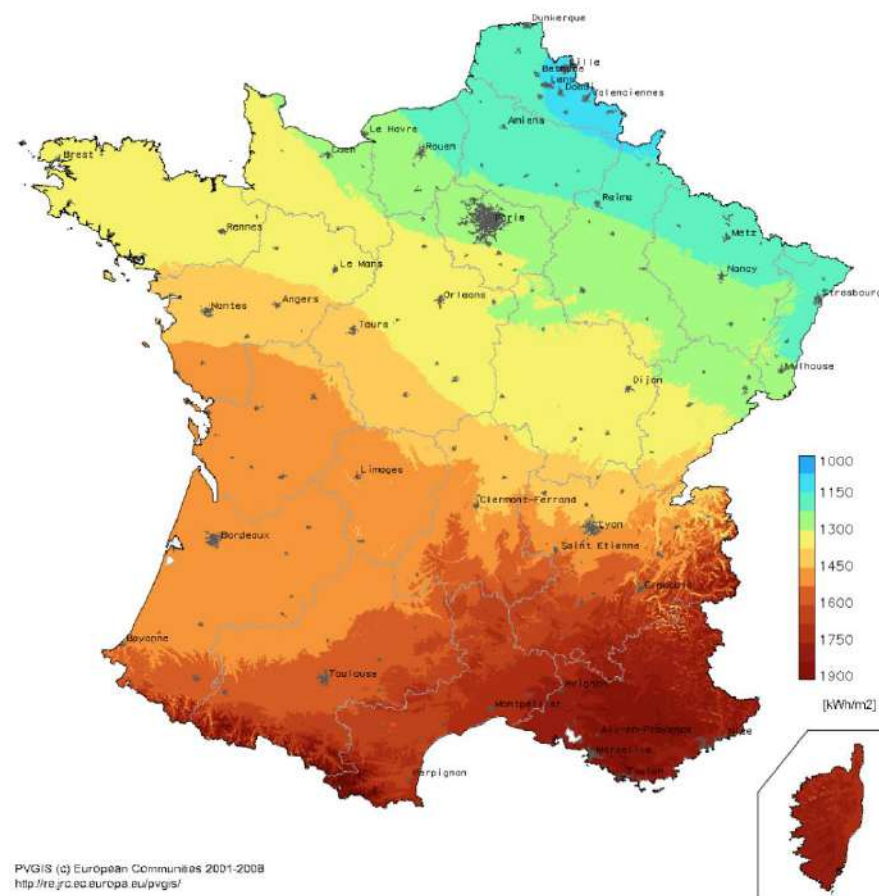 Dunkerque
Lille
Lens
Valenciennes
Amiens
Le Havre
Rouen
Caen
Reims
Paris
Metz
Brest
Nancy
Rennes
Le Mans
Strasbourg
Orleans
Nantes
Angers
Tours
Mulhouse
Dijon
Limoges
Clermont-Ferrand
Lyon
Bordeaux
Saint Etienne
Grenoble
Bayonne
Toulouse
Avignon
Montpellier
Aix-en-Provence
Nice
Marseille
Toulon
Perpignan
1000
1150
1300
1450
1600
1750
1900
[kWh/m2]
PVGIS (c) European Communities 2001-2008
http://re.jrc.ec.europa.eu/pvgis/